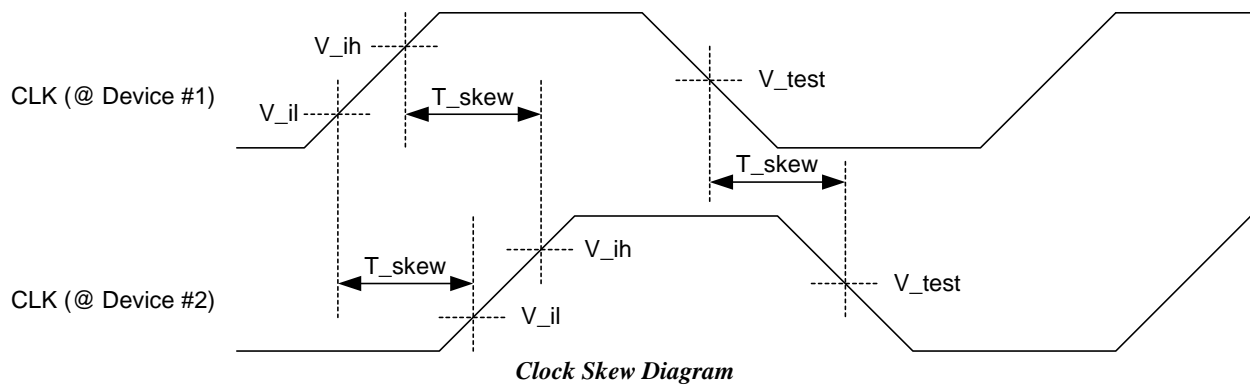 V_ih
V_test
CLK (@ Device #1)
T_skew
V_il
T_skew
V_ih
T_skew
V_test
CLK (@ Device #2)
V_il
Clock Skew Diagram